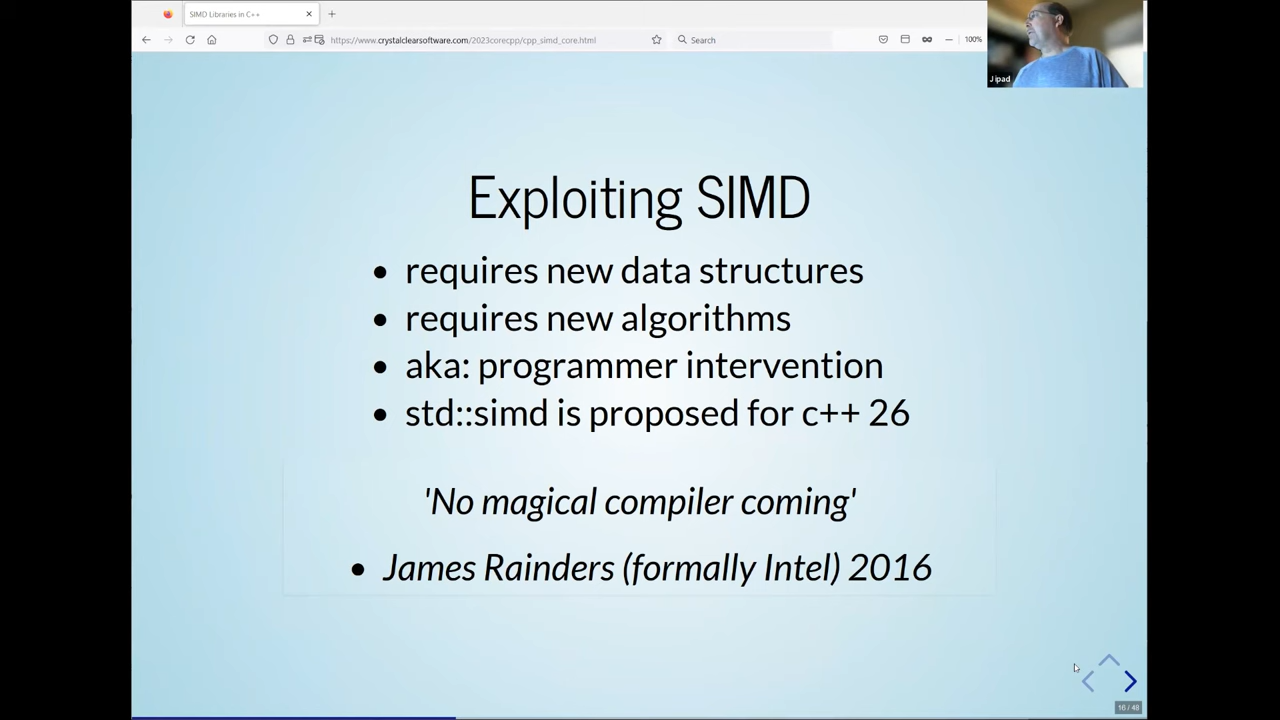 SIMD Libraries in C++
https://www.crystalclearsoftware.com/2023corecpp/cpp_simd_core.html
Search
100%
J ipad
Exploiting SIMD
• requires new data structures
• requires new algorithms
• aka: programmer intervention
• std::simd is proposed for c++ 26
'No magical compiler coming'
• James Rainders (formally Intel) 2016
16 / 48